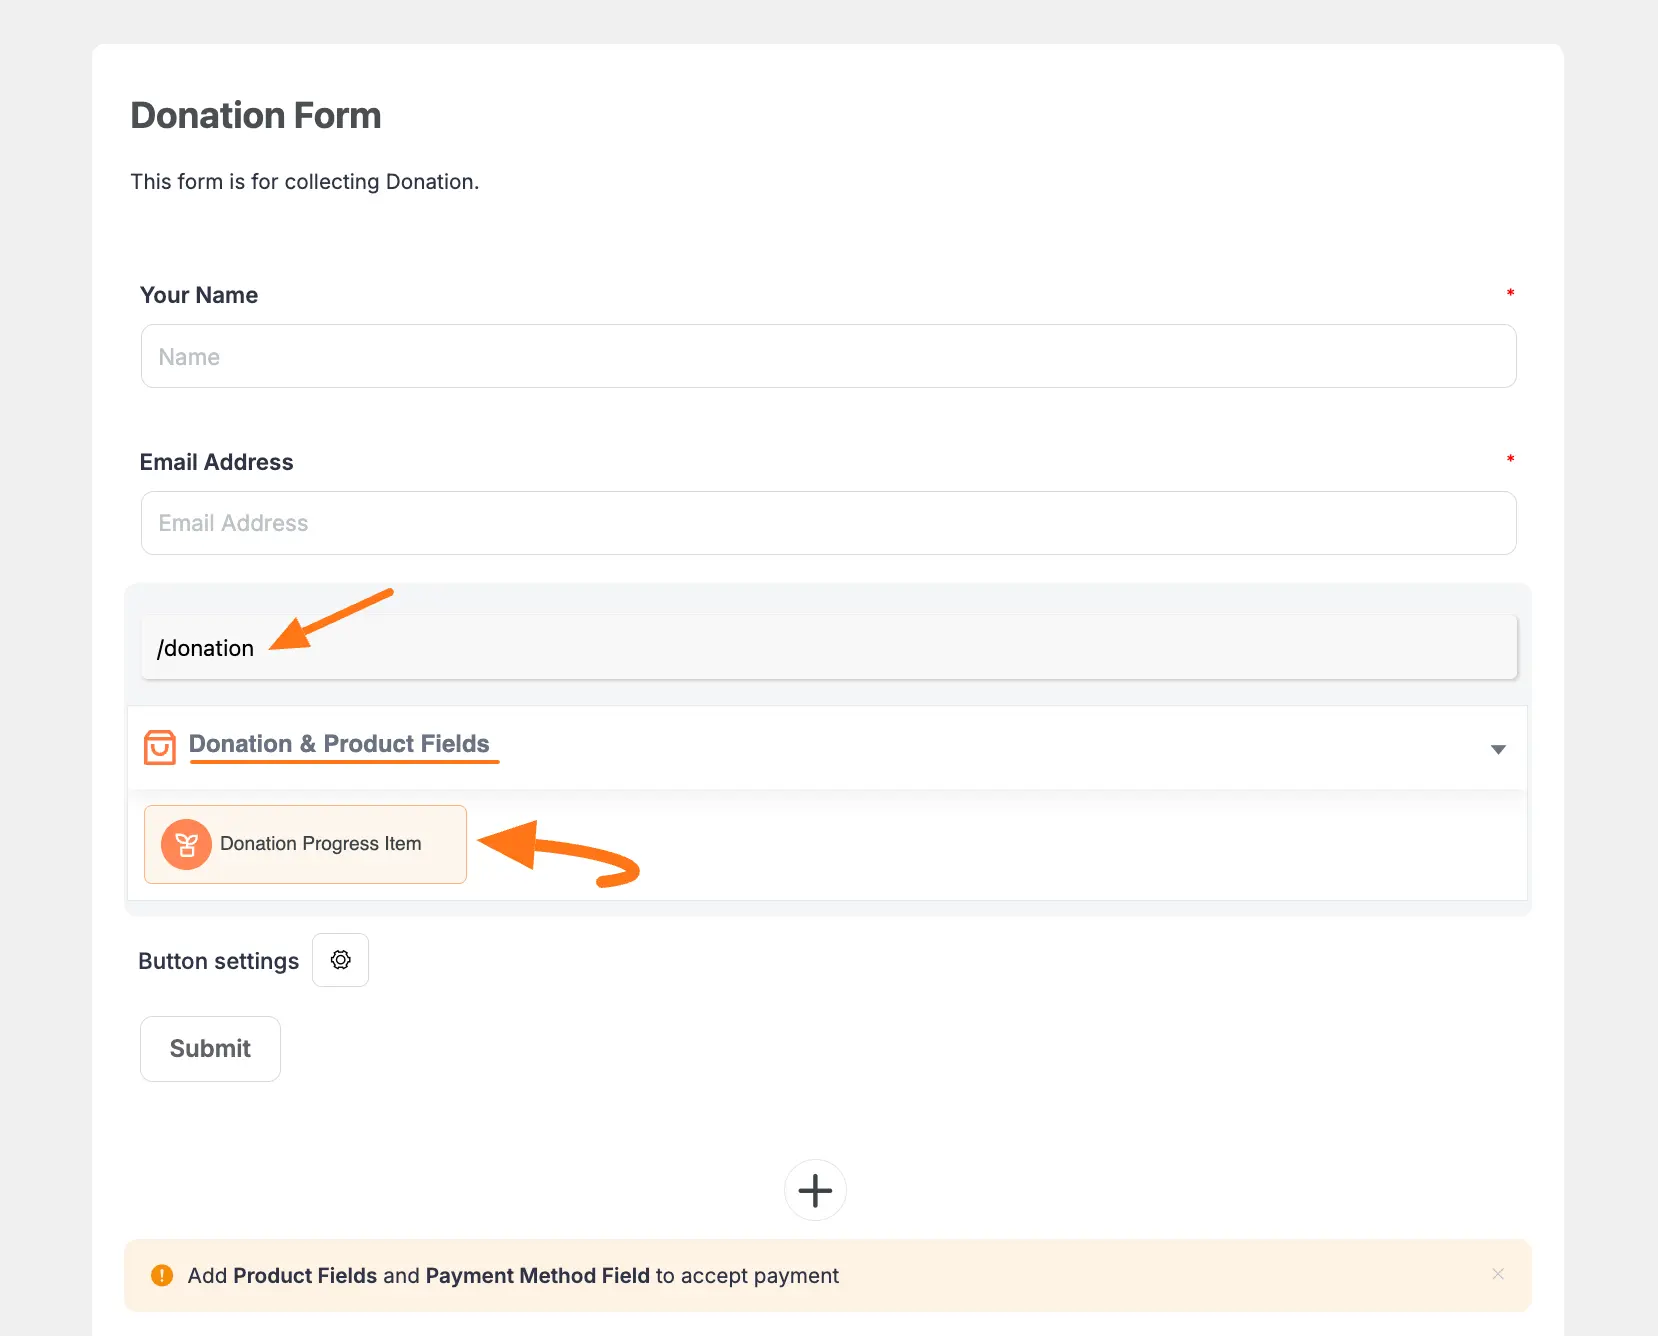 Donation Form
This form is for collecting Donation.
Your Name *
Name
Email Address *
Email Address
/donation
Donation & Product Fields
Donation Progress Item
Button settings
Submit
Add Product Fields and Payment Method Field to accept payment